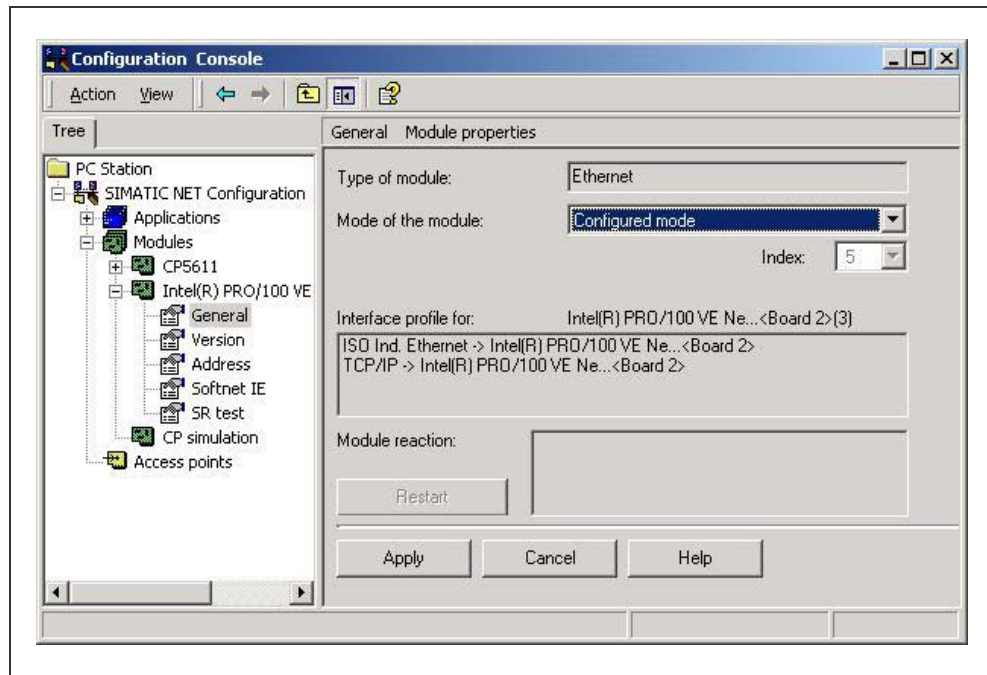 Configuration Console
Action View
Tree
General Module properties
PC Station
SIMATIC NET Configuration
Applications
Modules
CP5611
Intel(R) PRO/100 VE
General
Version
Address
Softnet IE
SR test
CP simulation
Access points
Type of module: Ethernet
Mode of the module: Configured mode
Index: 5
Interface profile for: Intel(R) PRO/100 VE Ne...<Board 2>(3)
ISO Ind. Ethernet -> Intel(R) PRO/100 VE Ne...<Board 2>
TCP/IP -> Intel(R) PRO/100 VE Ne...<Board 2>
Module reaction:
Restart
Apply Cancel Help